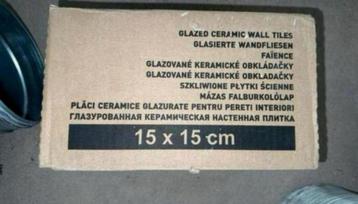 GLAZED CERAMIC WALL TILES
GLASIERTE WANDFLIESEN
FAÏENCE
GLAZOVANÉ KERAMICKÉ OBKLÁDAČKY
GLAZOVANÉ KERAMICKÉ OBKLADAČKY
SZKLIWIONE PŁYTKI ŚCIENNE
MÁZAS FALBURKOLÓLAP
PLĂCI CERAMICE GLAZURATE PENTRU PERETI INTERIORI
ГЛАЗУРОВАННАЯ КЕРАМИЧЕСКАЯ НАСТЕННАЯ ПЛИТКА
15 x 15 cm